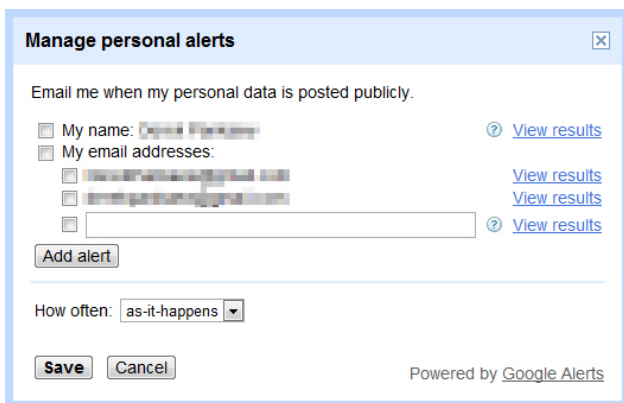 Manage personal alerts
Email me when my personal data is posted publicly.
My name: View results
My email addresses:
View results
View results
View results
Add alert
How often: as-it-happens
Save Cancel
Powered by Google Alerts